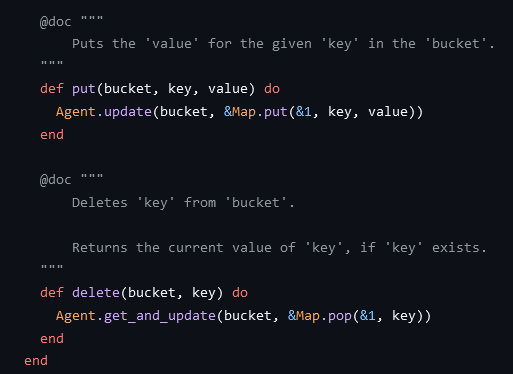 @doc """
Puts the 'value' for the given 'key' in the 'bucket'.
"""
def put(bucket, key, value) do
Agent.update(bucket, &Map.put(&1, key, value))
end
@doc """
Deletes 'key' from 'bucket'.
Returns the current value of 'key', if 'key' exists.
"""
def delete(bucket, key) do
Agent.get_and_update(bucket, &Map.pop(&1, key))
end
end